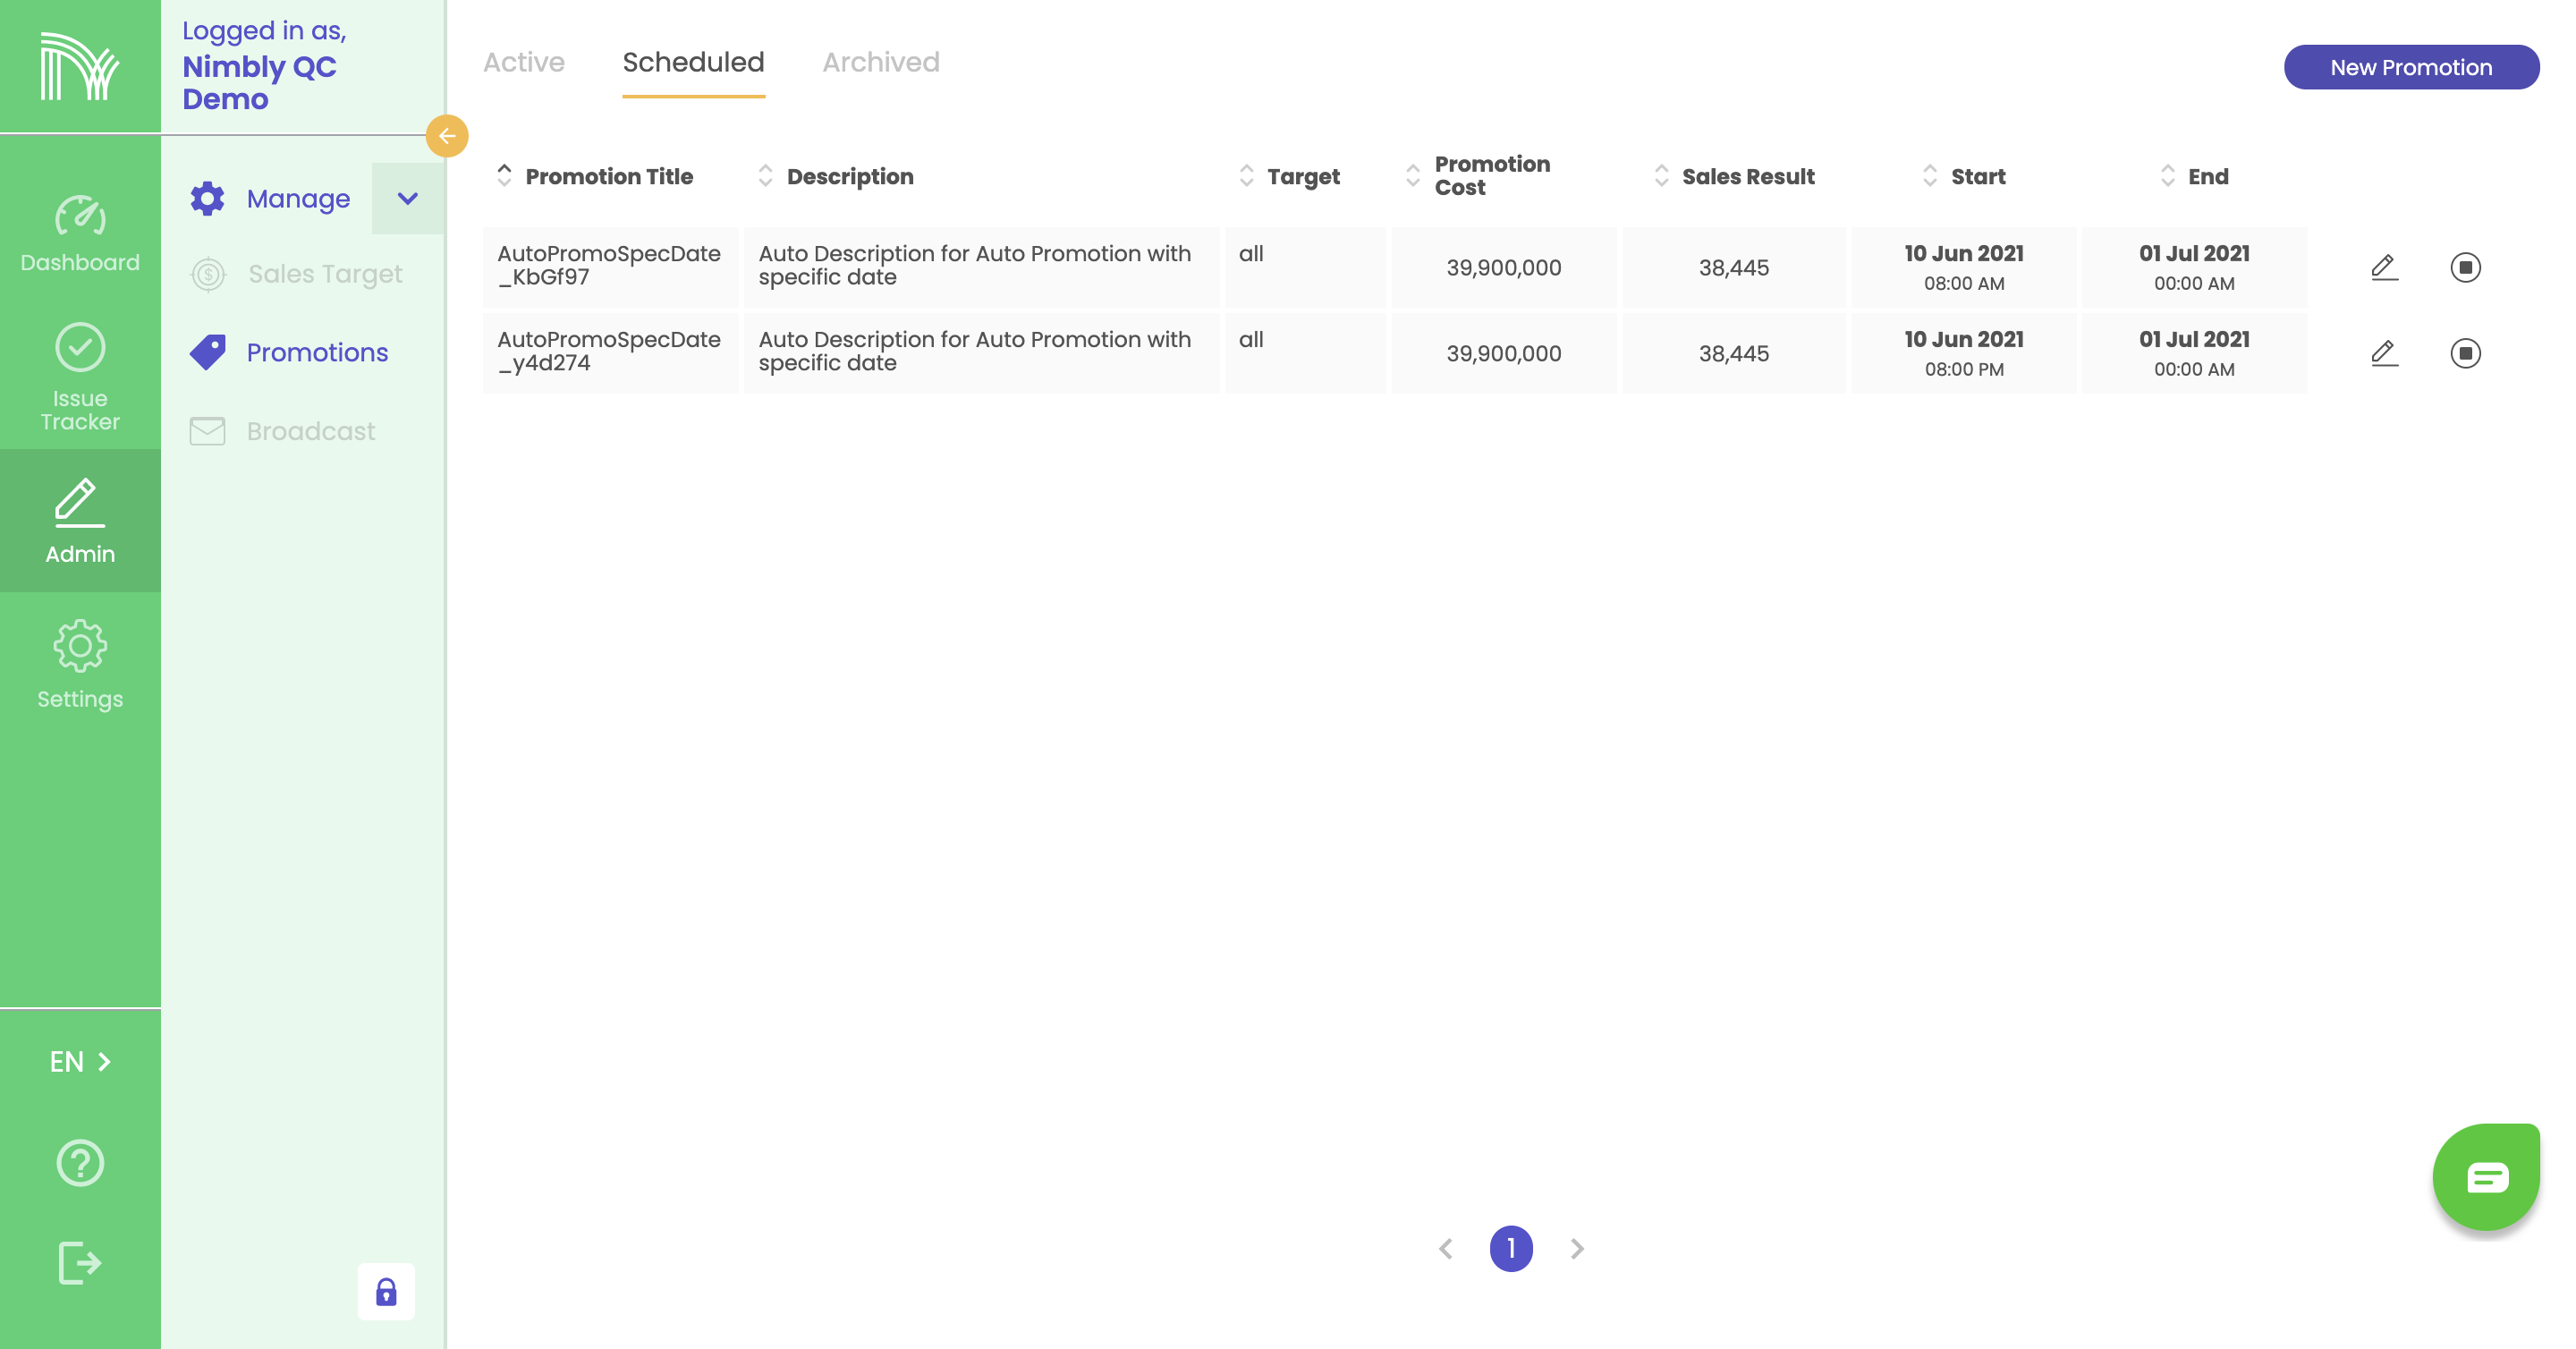 Logged in as,
Nimbly QC
Demo
Dashboard
Issue
Tracker
Admin
Settings
EN
Manage
Sales Target
Promotions
Broadcast
Active Scheduled Archived
New Promotion
Promotion Title Description Target Promotion Cost Sales Result Start End
AutoPromoSpecDate Auto Description for Auto Promotion with all 39,900,000 38,445 10 Jun 2021 01 Jul 2021
_KbGf97 specific date 08:00 AM 00:00 AM
AutoPromoSpecDate Auto Description for Auto Promotion with all 39,900,000 38,445 10 Jun 2021 01 Jul 2021
_y4d274 specific date 08:00 PM 00:00 AM
1